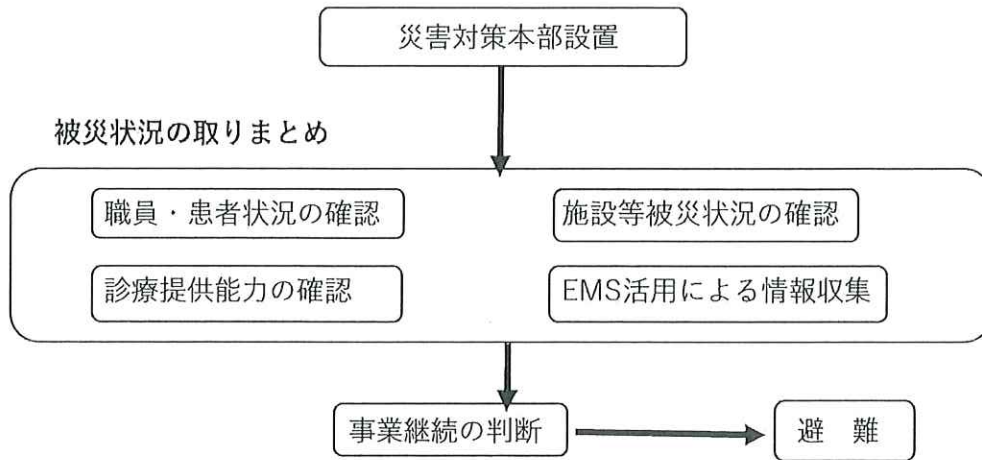 災害対策本部設置
被災状況の取りまとめ
職員・患者状況の確認
施設等被災状況の確認
診療提供能力の確認
EMS活用による情報収集
事業継続の判断
避　難